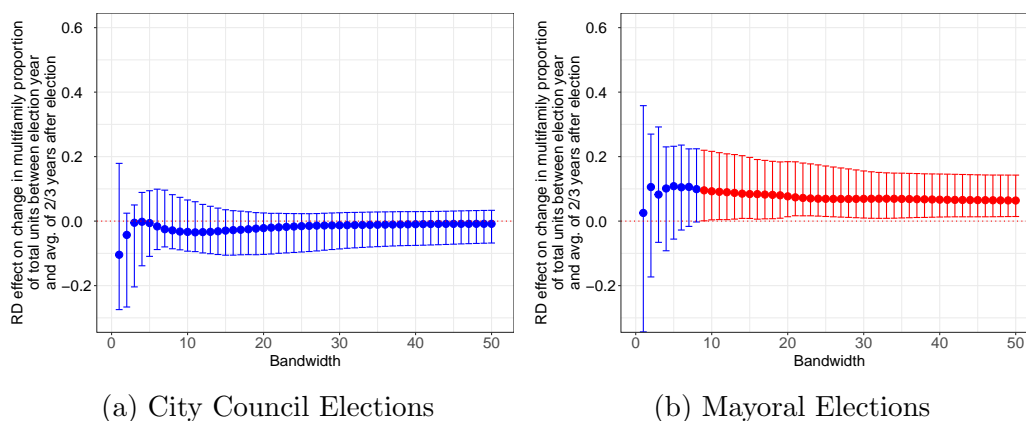 RD effect on change in multifamily proportion
of total units between election year
and avg. of 2/3 years after election
0.6
0.4
0.2
0.0
−0.2
0 10 20 30 40 50
Bandwidth
(a) City Council Elections
RD effect on change in multifamily proportion
of total units between election year
and avg. of 2/3 years after election
0.6
0.4
0.2
0.0
−0.2
0 10 20 30 40 50
Bandwidth
(b) Mayoral Elections